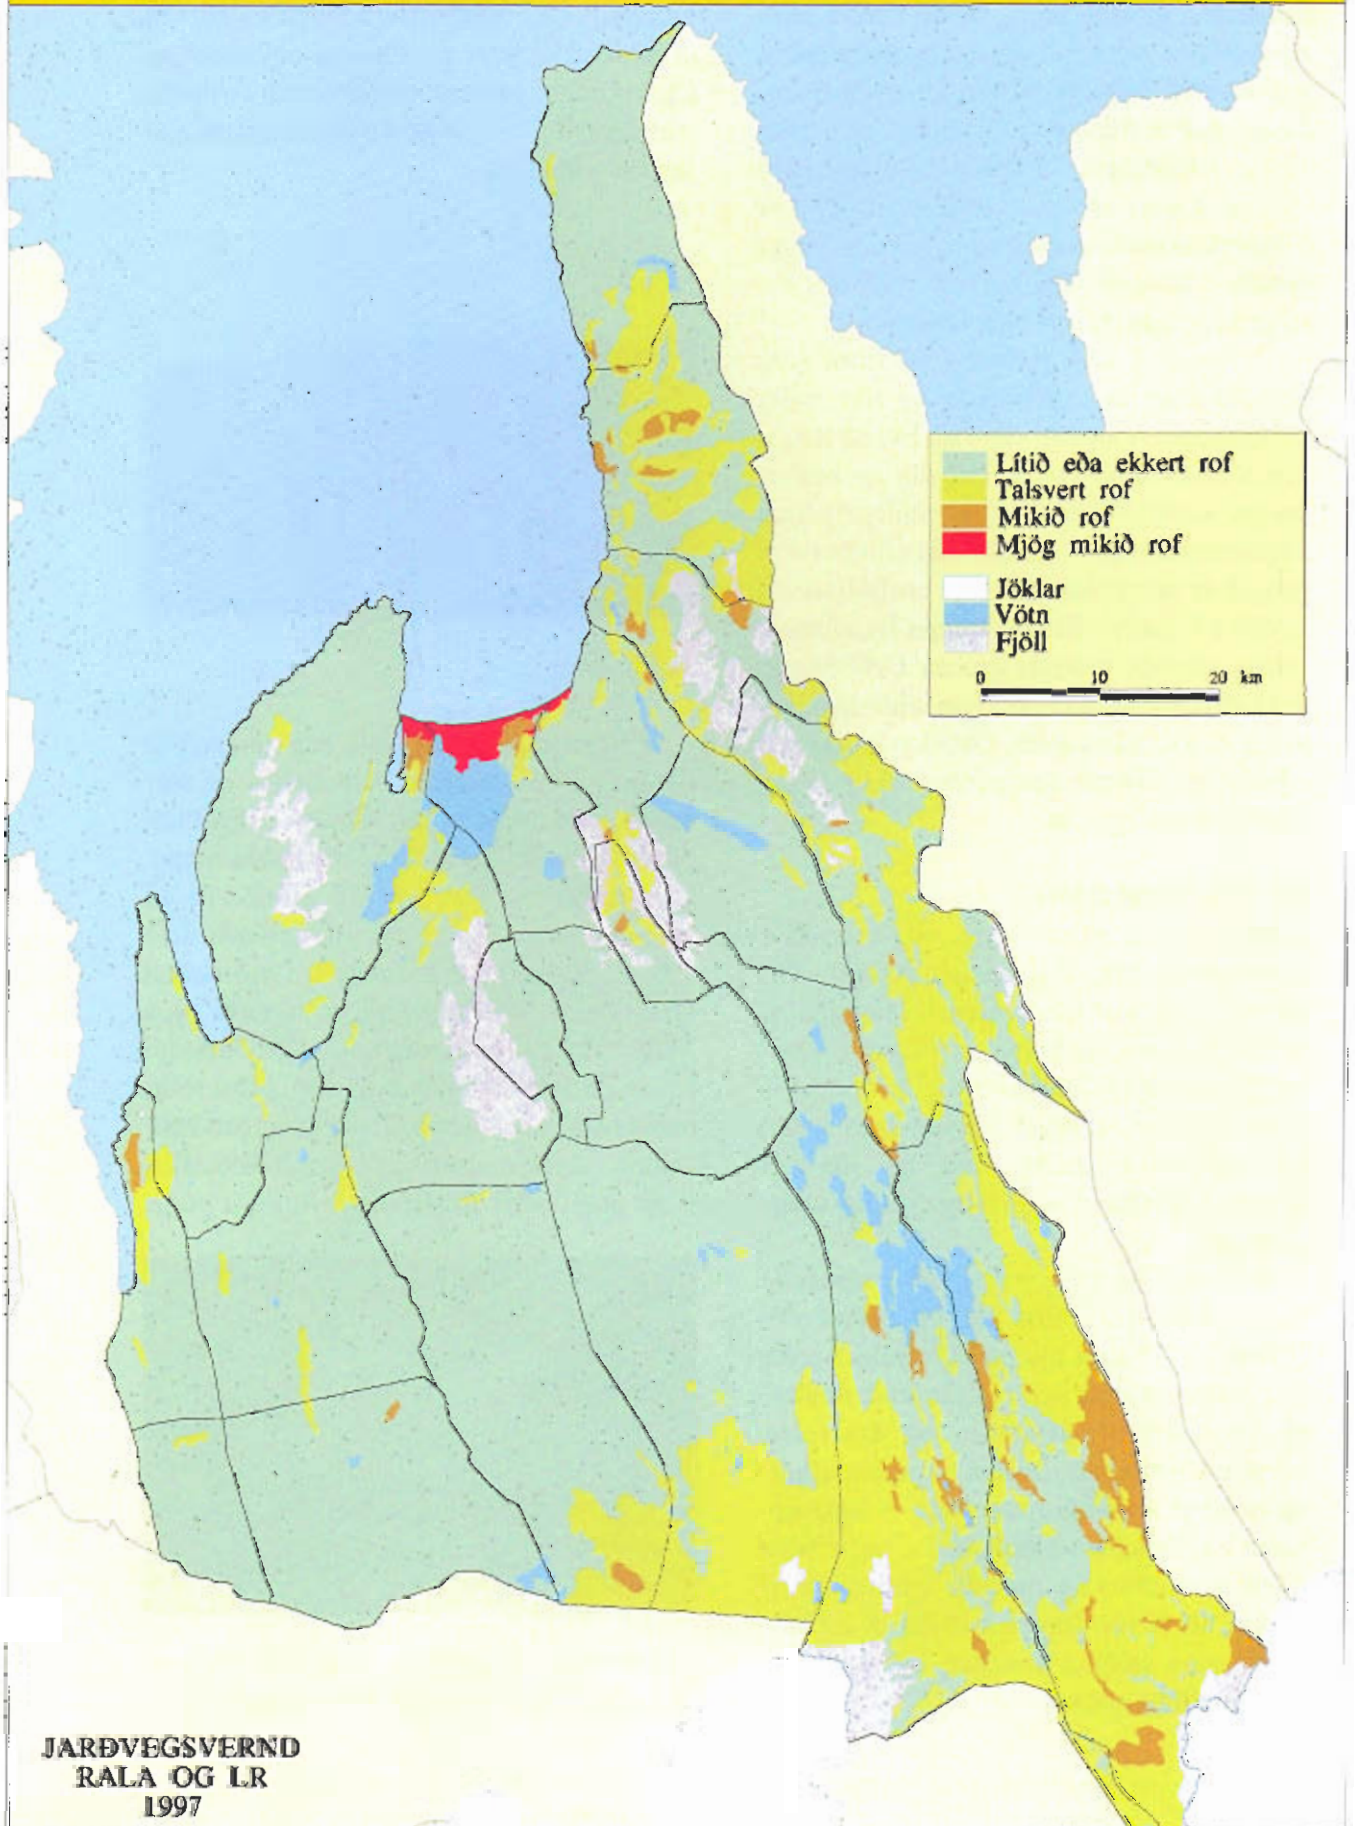 Lítið eða ekkert rof
Talsvert rof
Mikið rof
Mjög mikið rof
Jöklar
Vötn
Fjöll
0 10 20 km
JARÐVEGSVERND
RALA OG LR
1997